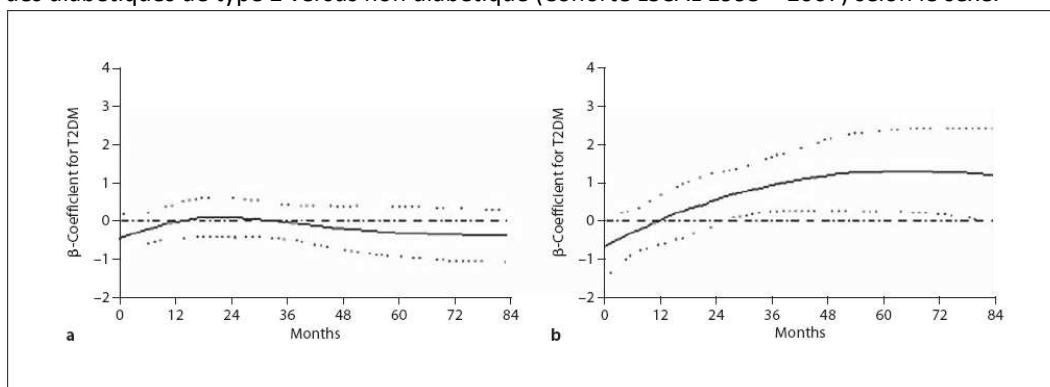 des diabétiques de type 2 versus non diabétique (cohorte – 2007) selon le sexe.
4
3
2
1
0
–1
–2
β-Coefficient for T2DM
0 12 24 36 48 60 72 84
Months
a
4
3
2
1
0
–1
–2
β-Coefficient for T2DM
0 12 24 36 48 60 72 84
Months
b